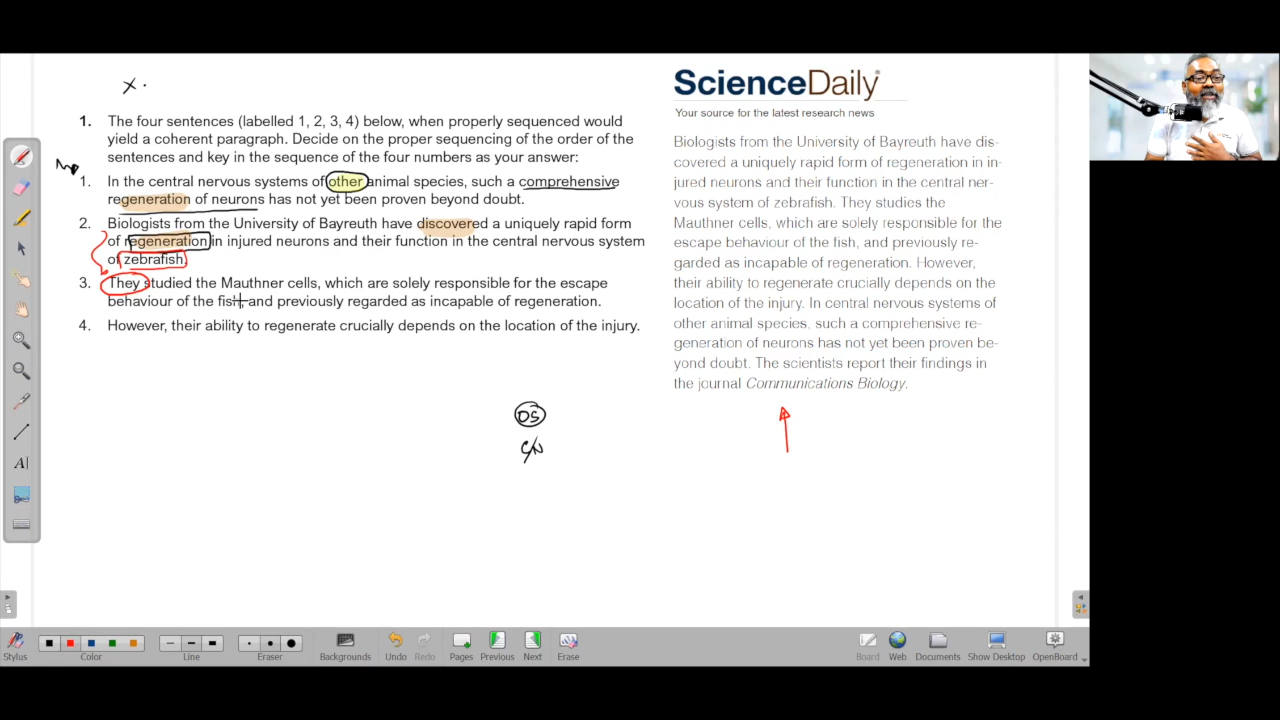 x.
1. The four sentences (labelled 1, 2, 3, 4) below, when properly sequenced would
yield a coherent paragraph. Decide on the proper sequencing of the order of the
sentences and key in the sequence of the four numbers as your answer:
1. In the central nervous systems of other animal species, such a comprehensive
regeneration of neurons has not yet been proven beyond doubt.
2. Biologists from the University of Bayreuth have discovered a uniquely rapid form
of regeneration in injured neurons and their function in the central nervous system
of zebrafish.
3. They studied the Mauthner cells, which are solely responsible for the escape
behaviour of the fish and previously regarded as incapable of regeneration.
4. However, their ability to regenerate crucially depends on the location of the injury.
OS
ScienceDaily
Your source for the latest research news
Biologists from the University of Bayreuth have dis-
covered a uniquely rapid form of regeneration in in-
jured neurons and their function in the central ner-
vous system of zebrafish. They studied the
Mauthner cells, which are solely responsible for the
escape behaviour of the fish, and previously re-
garded as incapable of regeneration. However,
their ability to regenerate crucially depends on the
location of the injury. In central nervous systems of
other animal species, such a comprehensive re-
generation of neurons has not yet been proven be-
yond doubt. The scientists report their findings in
the journal Communications Biology.
Stylus Color Line Eraser Backgrounds Undo Redo Pages Previous Next Erase Board Web Documents Show Desktop OpenBoard